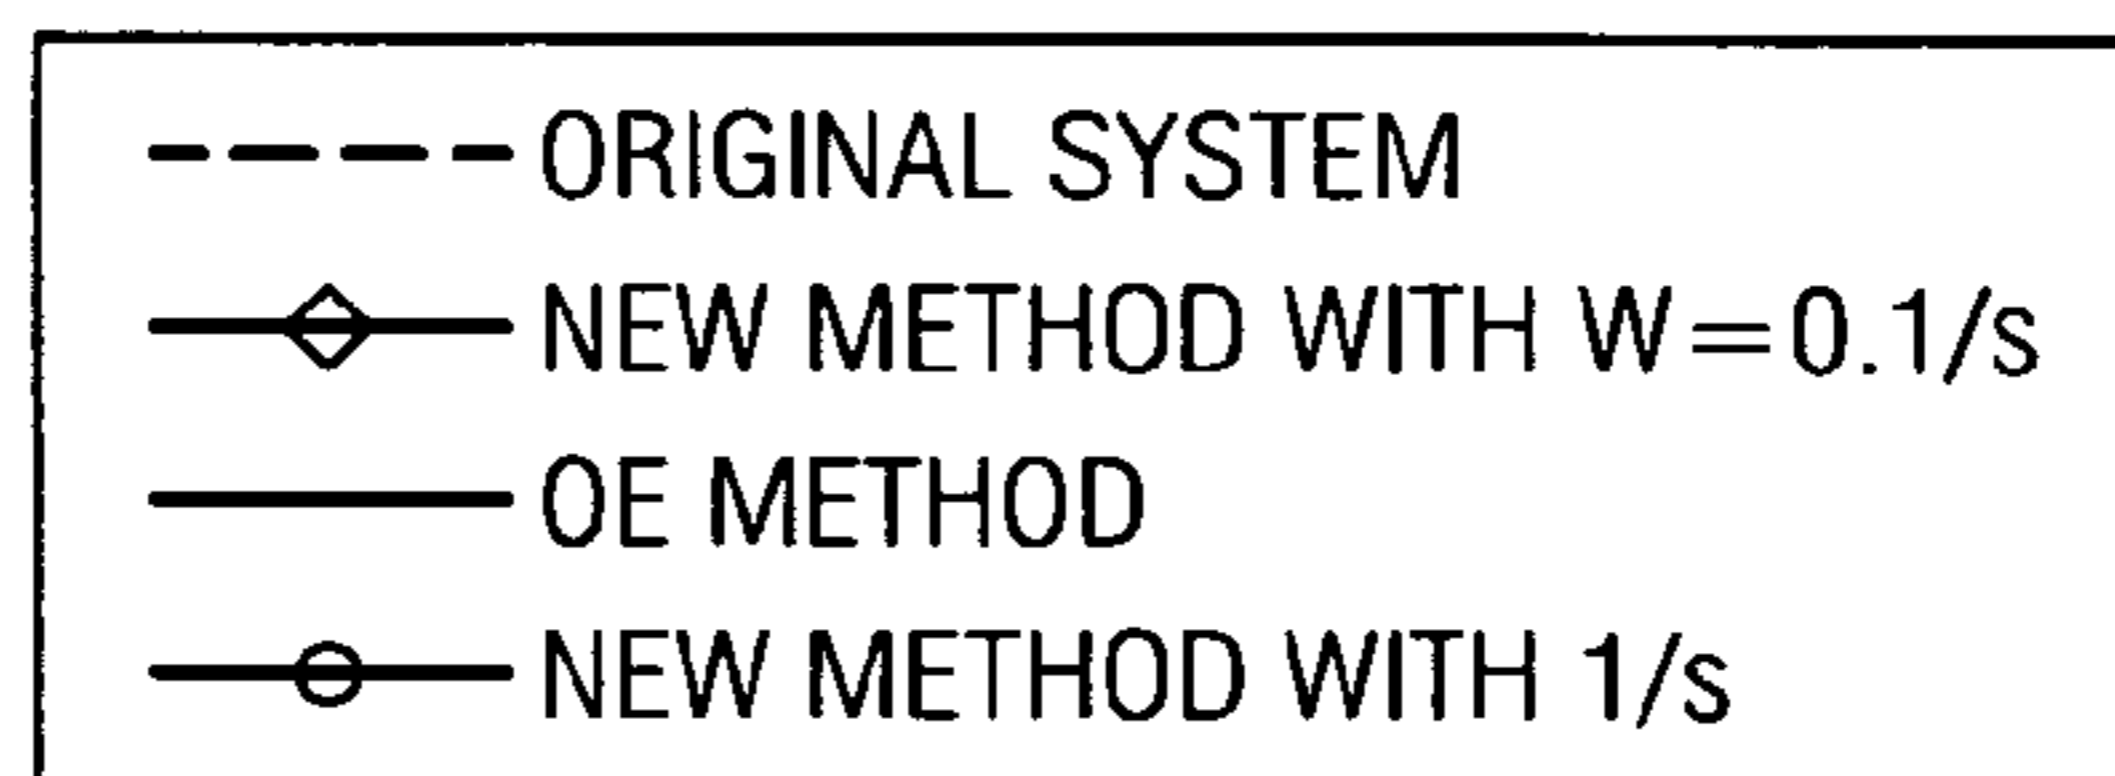 ORIGINAL SYSTEM
NEW METHOD WITH W=0.1/s
OE METHOD
NEW METHOD WITH 1/s